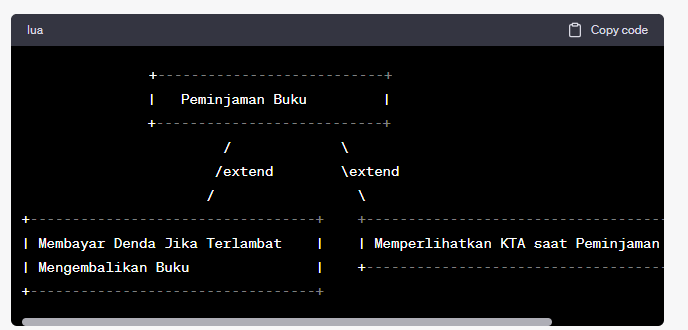 lua Copy code
+---------------------------+
| Peminjaman Buku |
+---------------------------+
/ \
/extend \extend
/ \
+----------------------------------+ +------------------------------------
| Membayar Denda Jika Terlambat | | Memperlihatkan KTA saat Peminjaman
| Mengembalikan Buku | +------------------------------------
+----------------------------------+